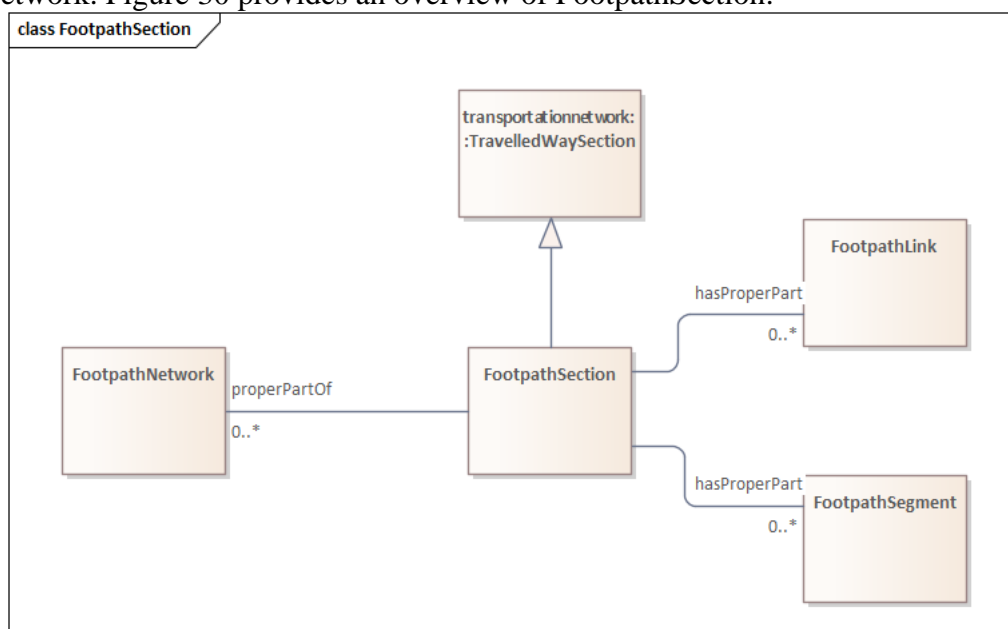 etwork. Figure 30 provides an overview of FootpathSection.
class FootpathSection
transportationnetwork:
:TravelledWaySection
FootpathLink
hasProperPart
0..*
FootpathNetwork
properPartOf
0..*
FootpathSection
hasProperPart
0..*
FootpathSegment